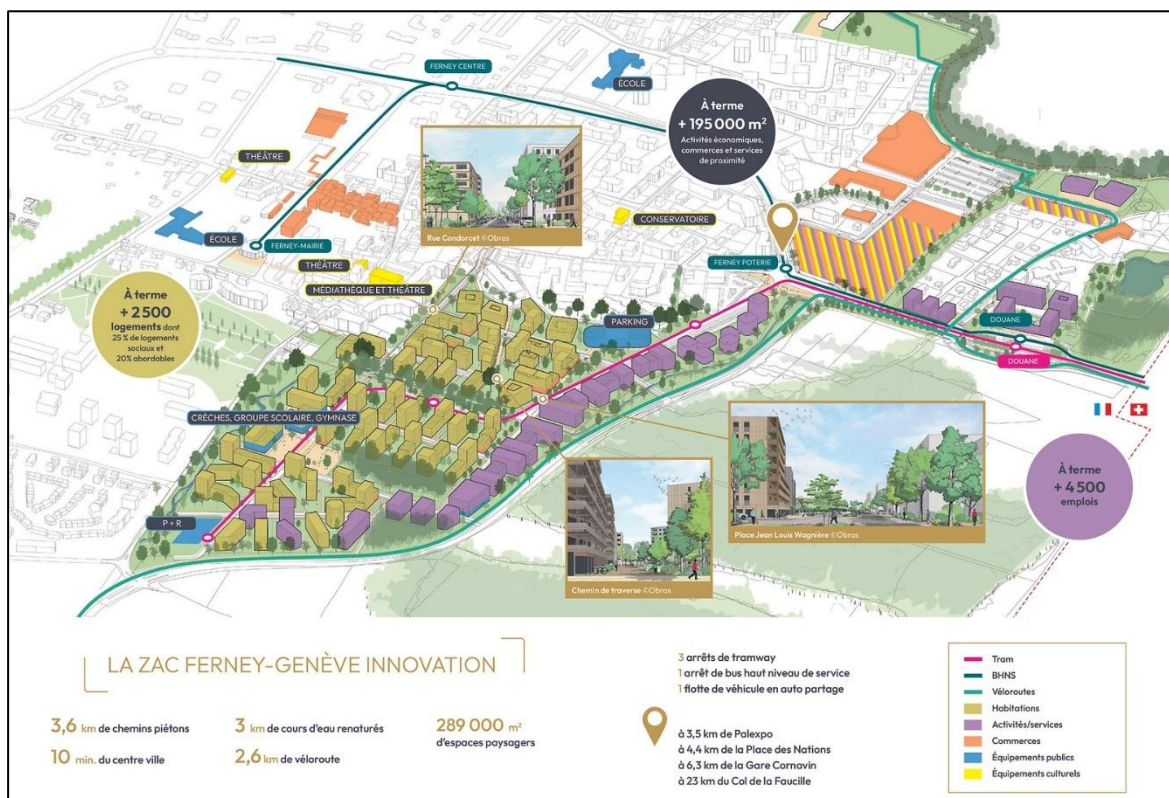 FERNEY CENTRE
ÉCOLE
À terme
+ 195 000 m²
Activités économiques,
commerces et services
de proximité
THÉÂTRE
Rue Condorcet ©Obras
CONSERVATOIRE
ÉCOLE
FERNEY-MAIRIE
THÉÂTRE
MÉDIATHÈQUE ET THÉÂTRE
FERNEY POTERIE
À terme
+ 2 500
logements dont
25 % de logements
sociaux et
20% abordables
PARKING
DOUANE
DOUANE
CRÈCHES, GROUPE SCOLAIRE, GYMNASE
À terme
+ 4 500
emplois
P + R
Place Jean Louis Wagnière ©Obras
Chemin de traverse ©Obras
LA ZAC FERNEY-GENÈVE INNOVATION
3,6 km de chemins piétons
10 min. du centre ville
3 km de cours d'eau renaturés
2,6 km de véloroute
289 000 m²
d'espaces paysagers
3 arrêts de tramway
1 arrêt de bus haut niveau de service
1 flotte de véhicule en auto partage
à 3,5 km de Palexpo
à 4,4 km de la Place des Nations
à 6,3 km de la Gare Cornavin
à 23 km du Col de la Faucille
Tram
BHNS
Véloroutes
Habitations
Activités/services
Commerces
Équipements publics
Équipements culturels